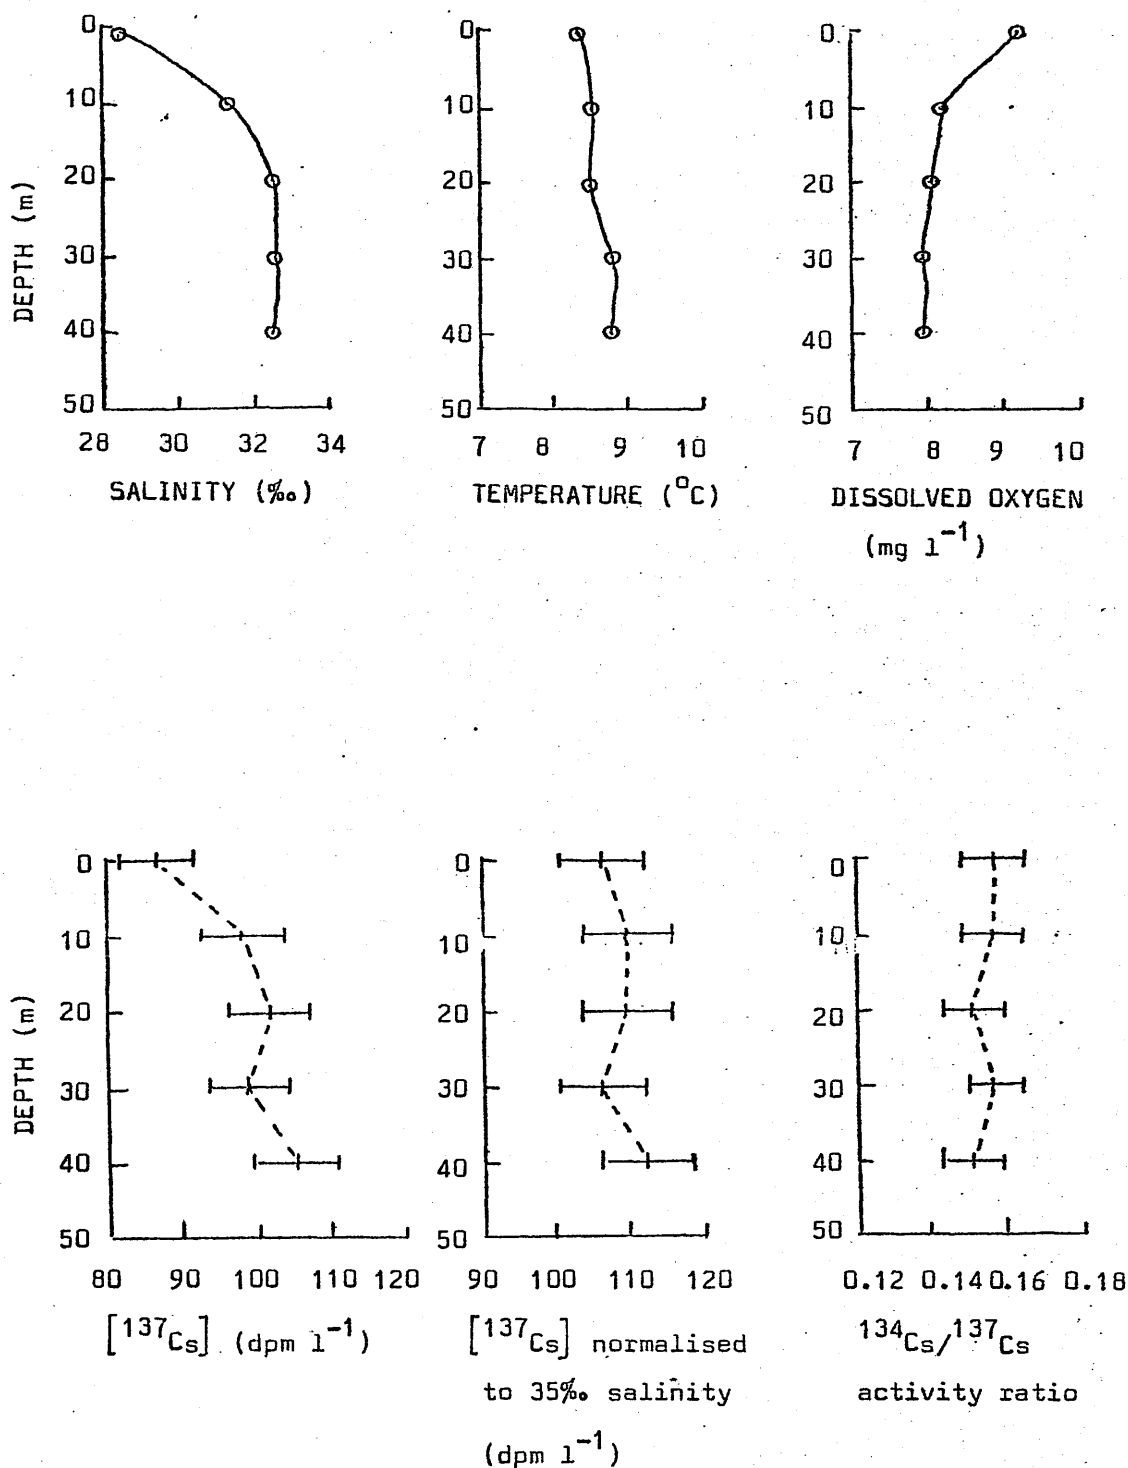 0
10
20
30
40
50
28 30 32 34
DEPTH (m)
SALINITY (‰)
0
10
20
30
40
50
7 8 9 10
TEMPERATURE (°C)
0
10
20
30
40
50
7 8 9 10
DISSOLVED OXYGEN
(mg l⁻¹)
0
10
20
30
40
50
80 90 100 110 120
DEPTH (m)
[¹³⁷Cs] (dpm l⁻¹)
0
10
20
30
40
50
90 100 110 120
[¹³⁷Cs] normalised
to 35‰ salinity
(dpm l⁻¹)
0
10
20
30
40
50
0.12 0.14 0.16 0.18
¹³⁴Cs/¹³⁷Cs
activity ratio